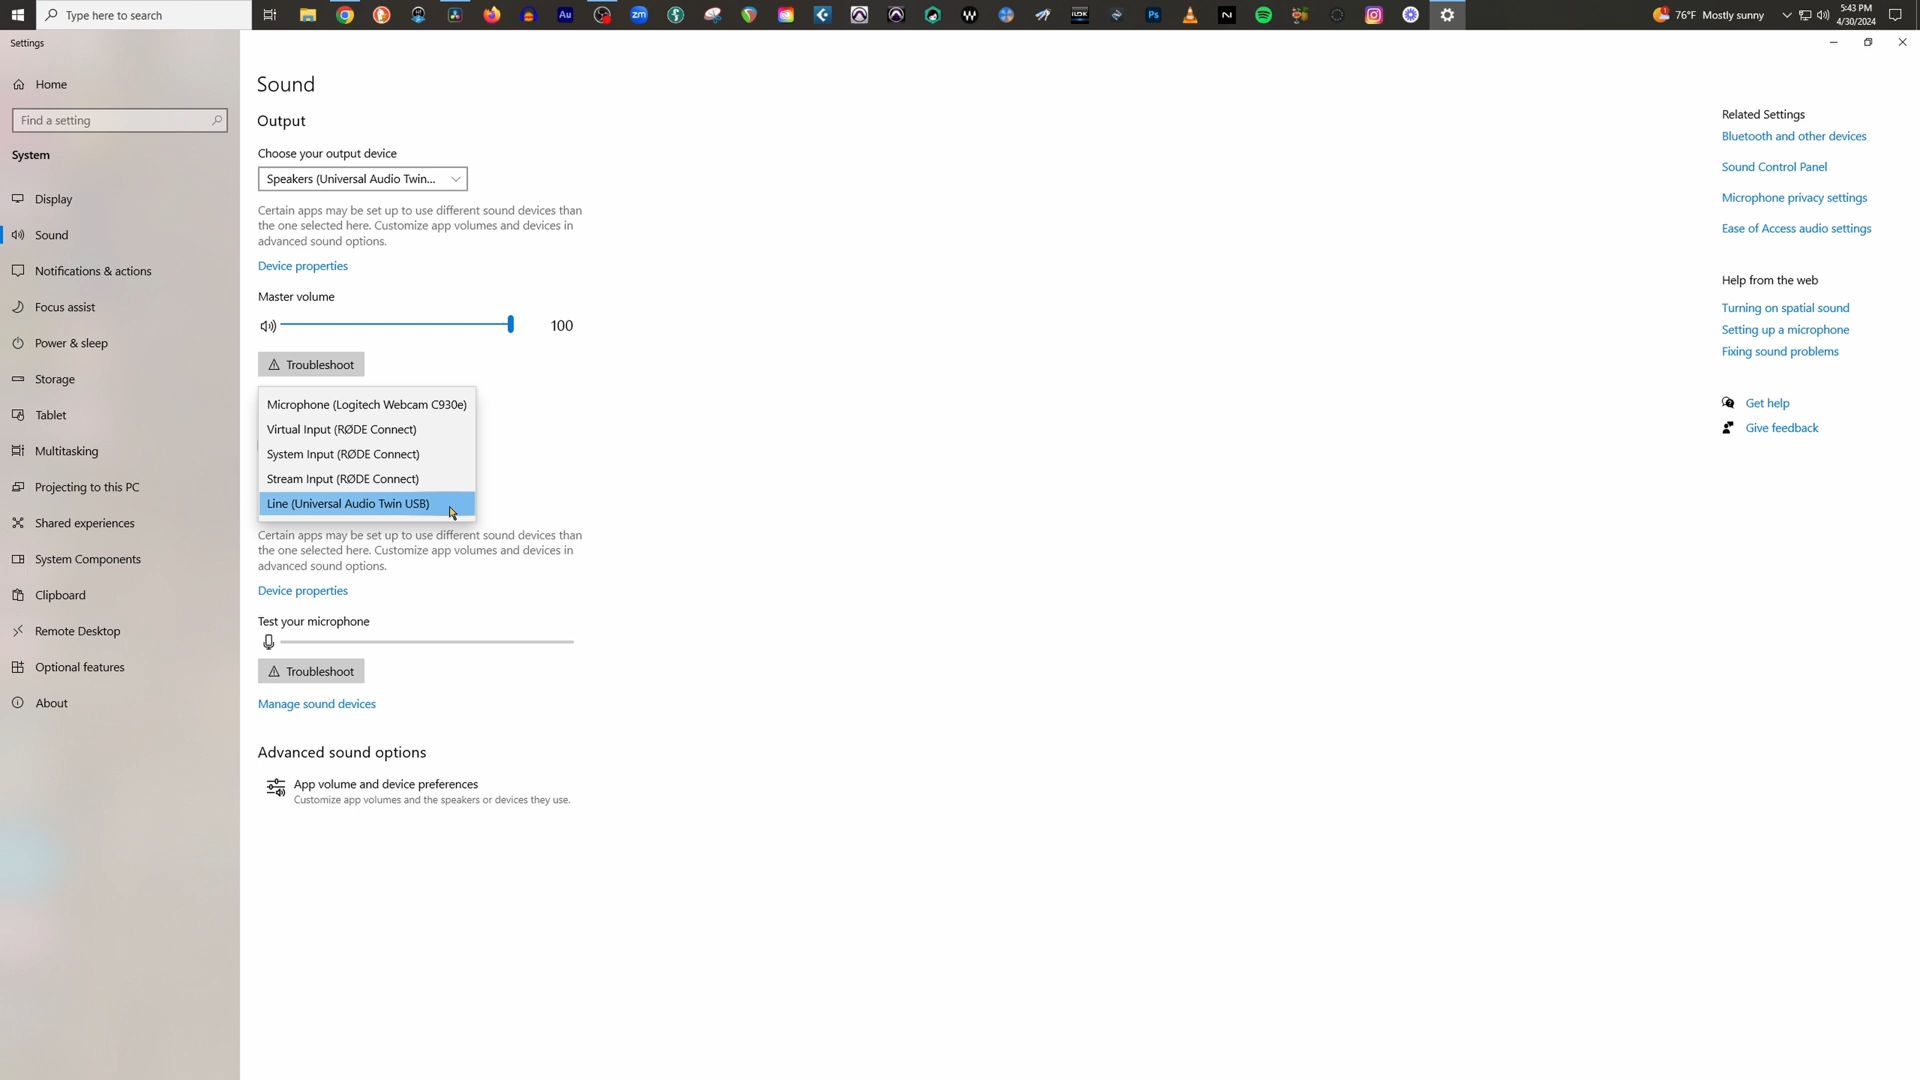 Type here to search
Au
zm
iLOK
Ps
N
76°F Mostly sunny
5:43 PM
4/30/2024
Settings
Home
Find a setting
System
Display
Sound
Notifications & actions
Focus assist
Power & sleep
Storage
Tablet
Multitasking
Projecting to this PC
Shared experiences
System Components
Clipboard
Remote Desktop
Optional features
About
Sound
Output
Choose your output device
Speakers (Universal Audio Twin...
Certain apps may be set up to use different sound devices than
the one selected here. Customize app volumes and devices in
advanced sound options.
Device properties
Master volume
100
Troubleshoot
Microphone (Logitech Webcam C930e)
Virtual Input (RØDE Connect)
System Input (RØDE Connect)
Stream Input (RØDE Connect)
Line (Universal Audio Twin USB)
Certain apps may be set up to use different sound devices than
the one selected here. Customize app volumes and devices in
advanced sound options.
Device properties
Test your microphone
Troubleshoot
Manage sound devices
Advanced sound options
App volume and device preferences
Customize app volumes and the speakers or devices they use.
Related Settings
Bluetooth and other devices
Sound Control Panel
Microphone privacy settings
Ease of Access audio settings
Help from the web
Turning on spatial sound
Setting up a microphone
Fixing sound problems
Get help
Give feedback